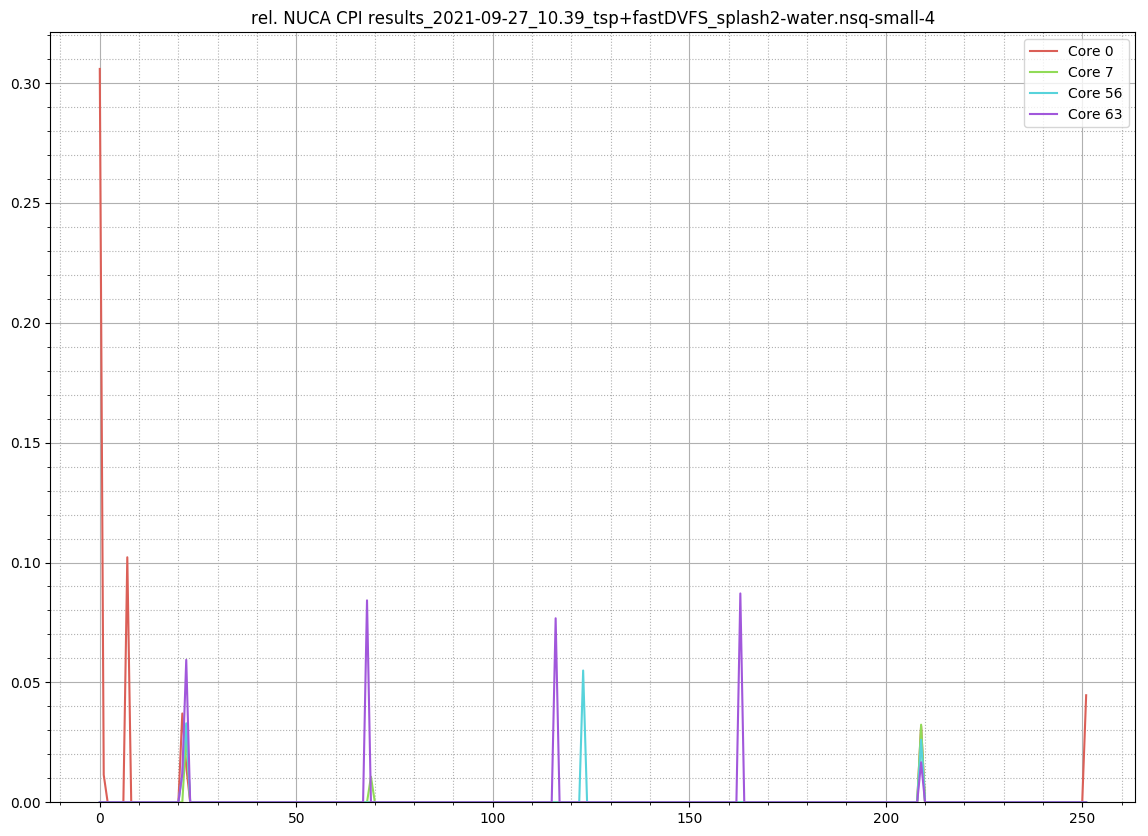 rel. NUCA CPI results_2021-09-27_10.39_tsp+fastDVFS_splash2-water.nsq-small-4
Core 0
Core 7
Core 56
Core 63
0.30
0.25
0.20
0.15
0.10
0.05
0.00
0 50 100 150 200 250